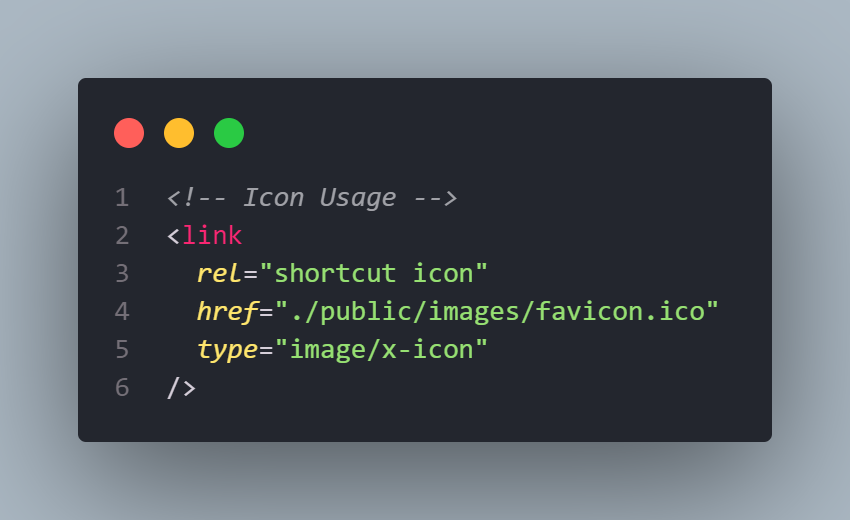 1 <!-- Icon Usage -->
2 <link
3   rel="shortcut icon"
4   href="./public/images/favicon.ico"
5   type="image/x-icon"
6 />